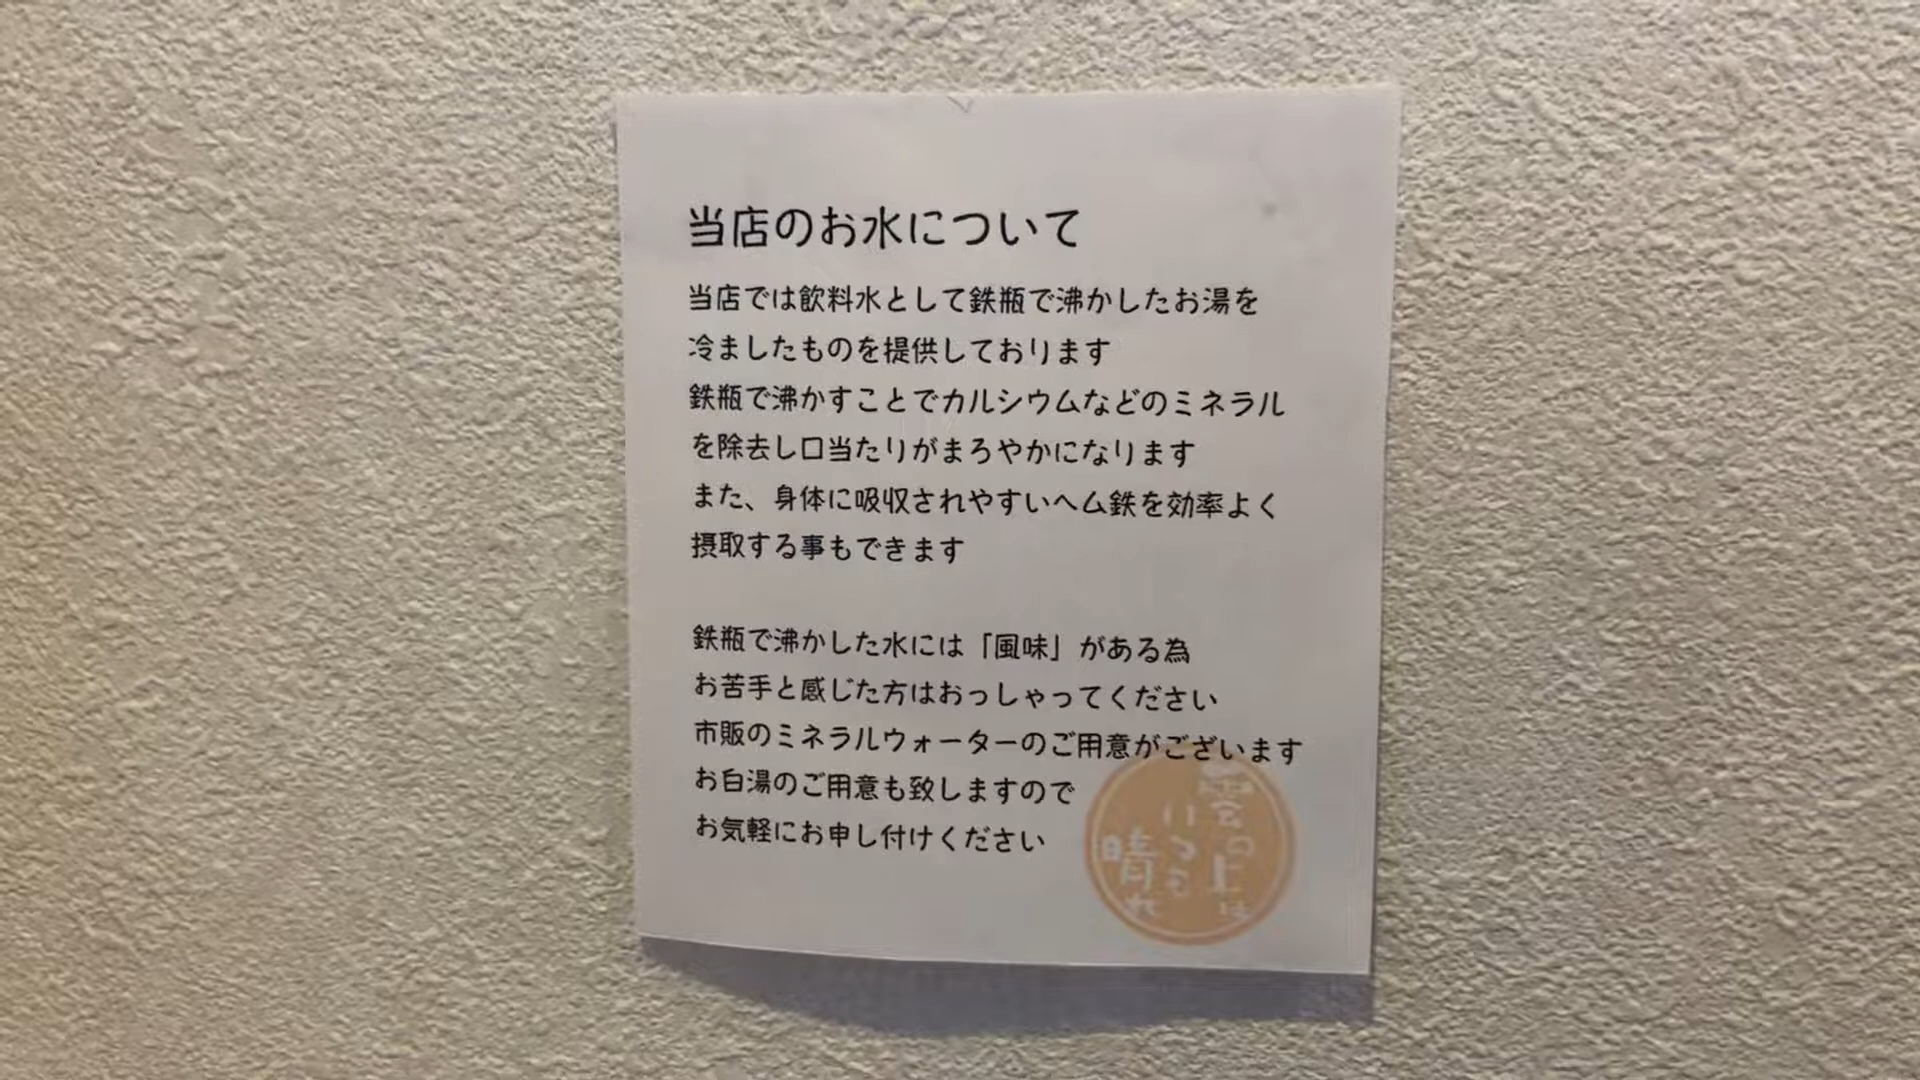 当店のお水について
当店では飲料水として鉄瓶で沸かしたお湯を
冷ましたものを提供しております
鉄瓶で沸かすことでカルシウムなどのミネラル
を除去し口当たりがまろやかになります
また、身体に吸収されやすいヘム鉄を効率よく
摂取する事もできます
鉄瓶で沸かした水には「風味」がある為
お苦手と感じた方はおっしゃってください
市販のミネラルウォーターのご用意がございます
お白湯のご用意も致しますので
お気軽にお申し付けください
雲の上は
いつも
晴れ